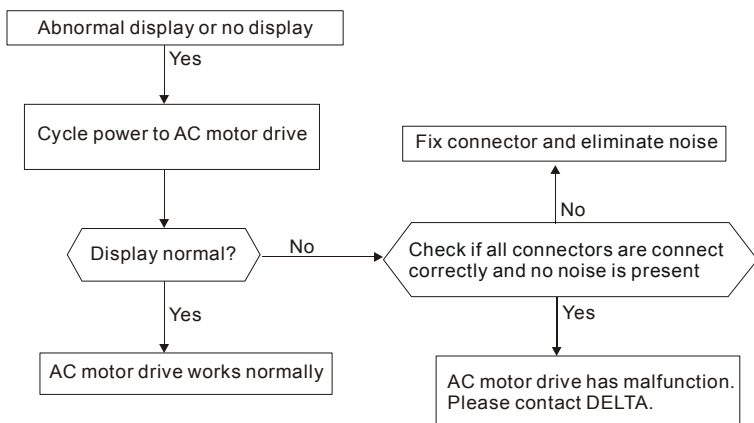 Abnormal display or no display
Yes
Cycle power to AC motor drive
Fix connector and eliminate noise
No
Display normal?
No
Check if all connectors are connect
correctly and no noise is present
Yes
Yes
AC motor drive works normally
AC motor drive has malfunction.
Please contact DELTA.